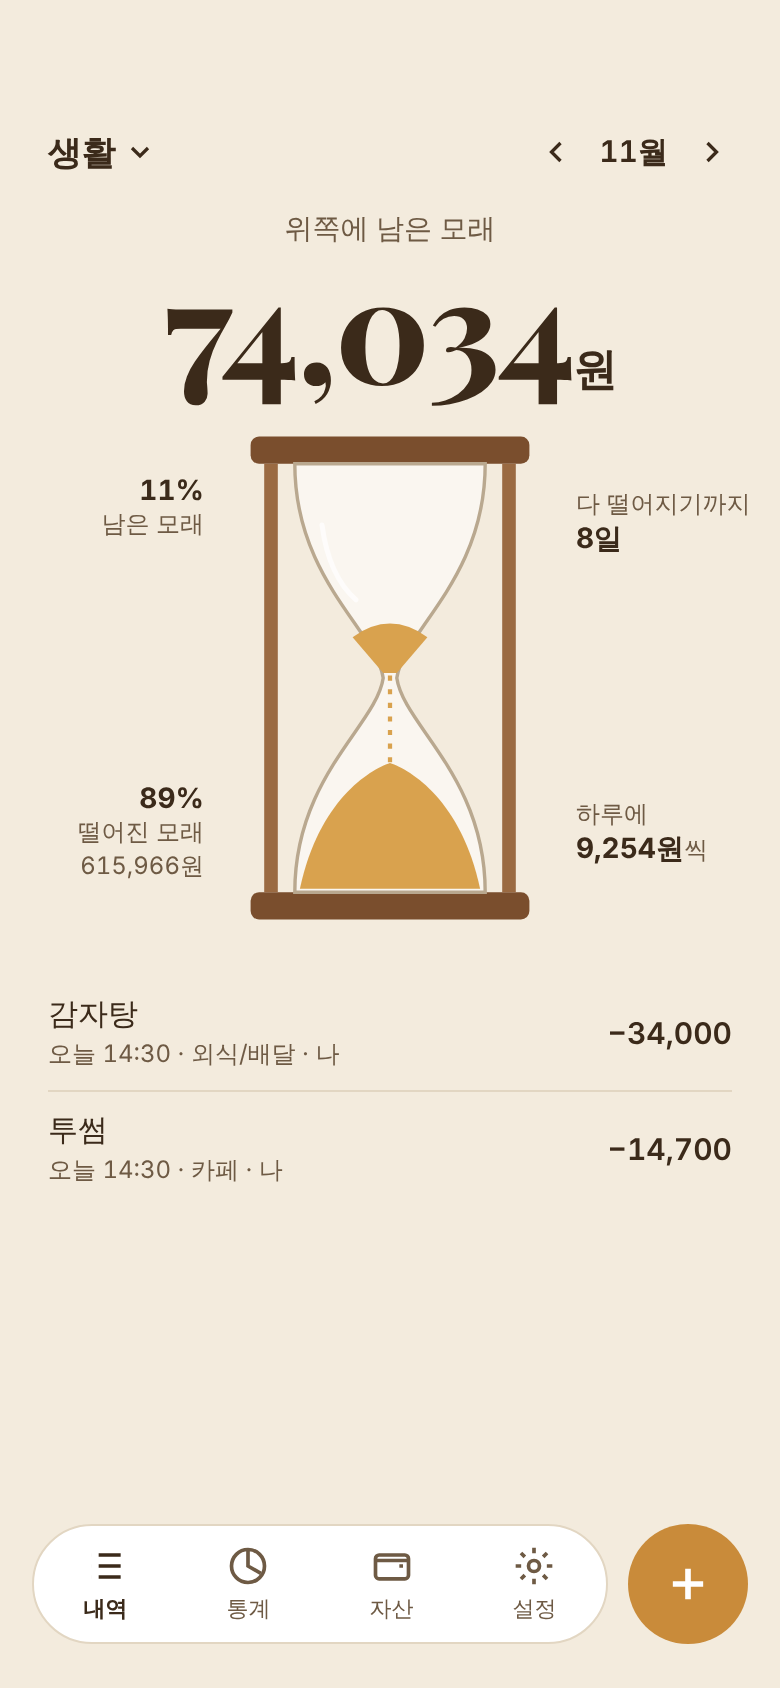 생활
11월
위쪽에 남은 모래
74,034원
11%
남은 모래
다 떨어지기까지
8일
89%
떨어진 모래
615,966원
하루에
9,254원씩
감자탕
오늘 14:30 · 외식/배달 · 나
−34,000
투썸
오늘 14:30 · 카페 · 나
−14,700
내역
통계
자산
설정